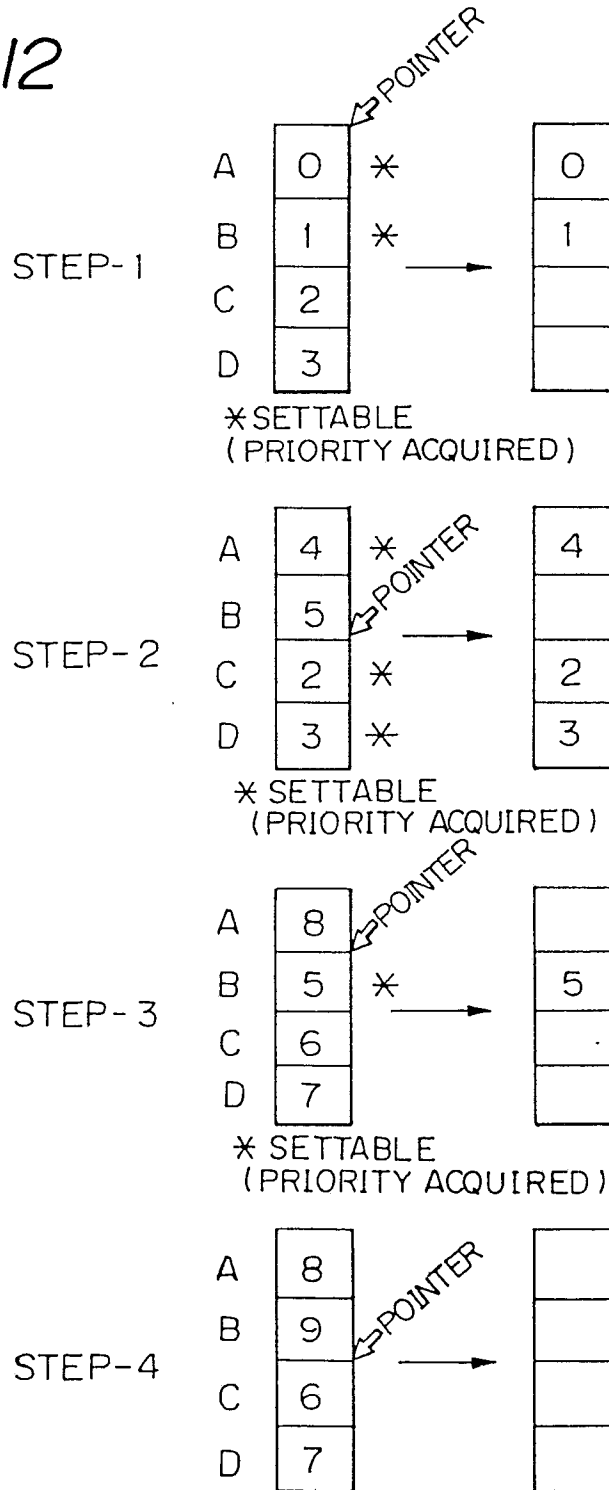 12
POINTER
A 0 * 0
B 1 * 1
STEP-1
C 2
D 3
* SETTABLE
(PRIORITY ACQUIRED)
POINTER
A 4 * 4
B 5
STEP-2
C 2 * 2
D 3 * 3
* SETTABLE
(PRIORITY ACQUIRED)
POINTER
A 8
B 5 * 5
STEP-3
C 6
D 7
* SETTABLE
(PRIORITY ACQUIRED)
POINTER
A 8
B 9
STEP-4
C 6
D 7